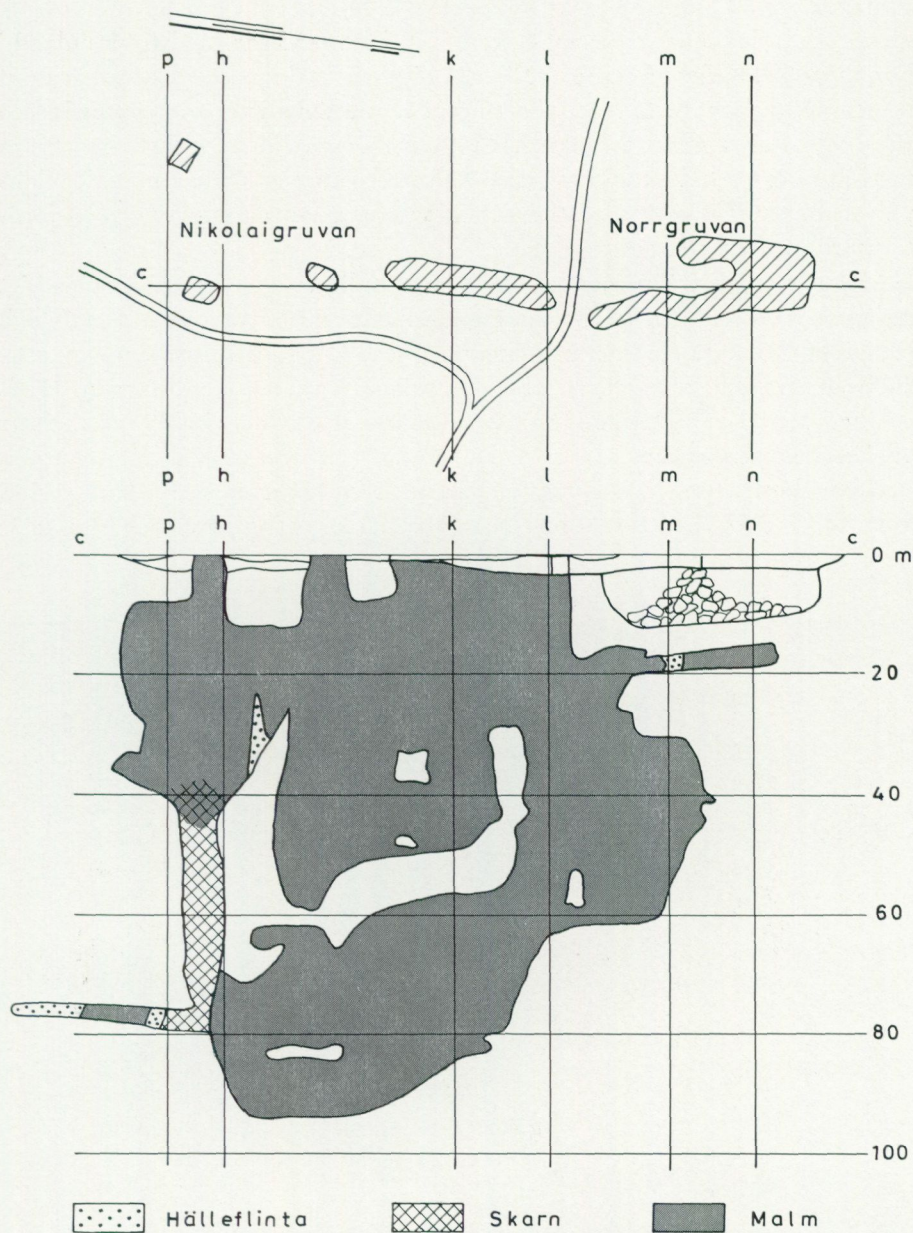 p h k l m n
Nikolaigruvan Norrgruvan
c c
p h k l m n
c p h k l m n c
0 m
20
40
60
80
100
Hälleflinta Skarn Malm